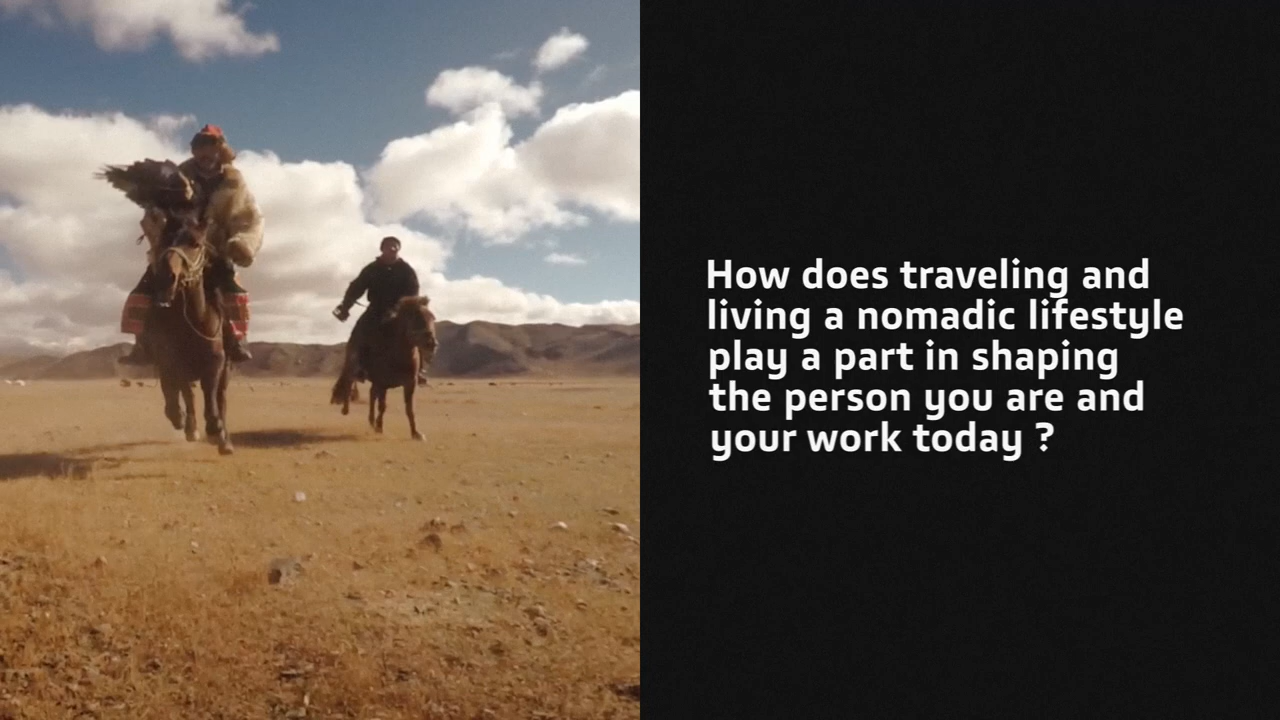 How does traveling and
living a nomadic lifestyle
play a part in shaping
the person you are and
your work today ?